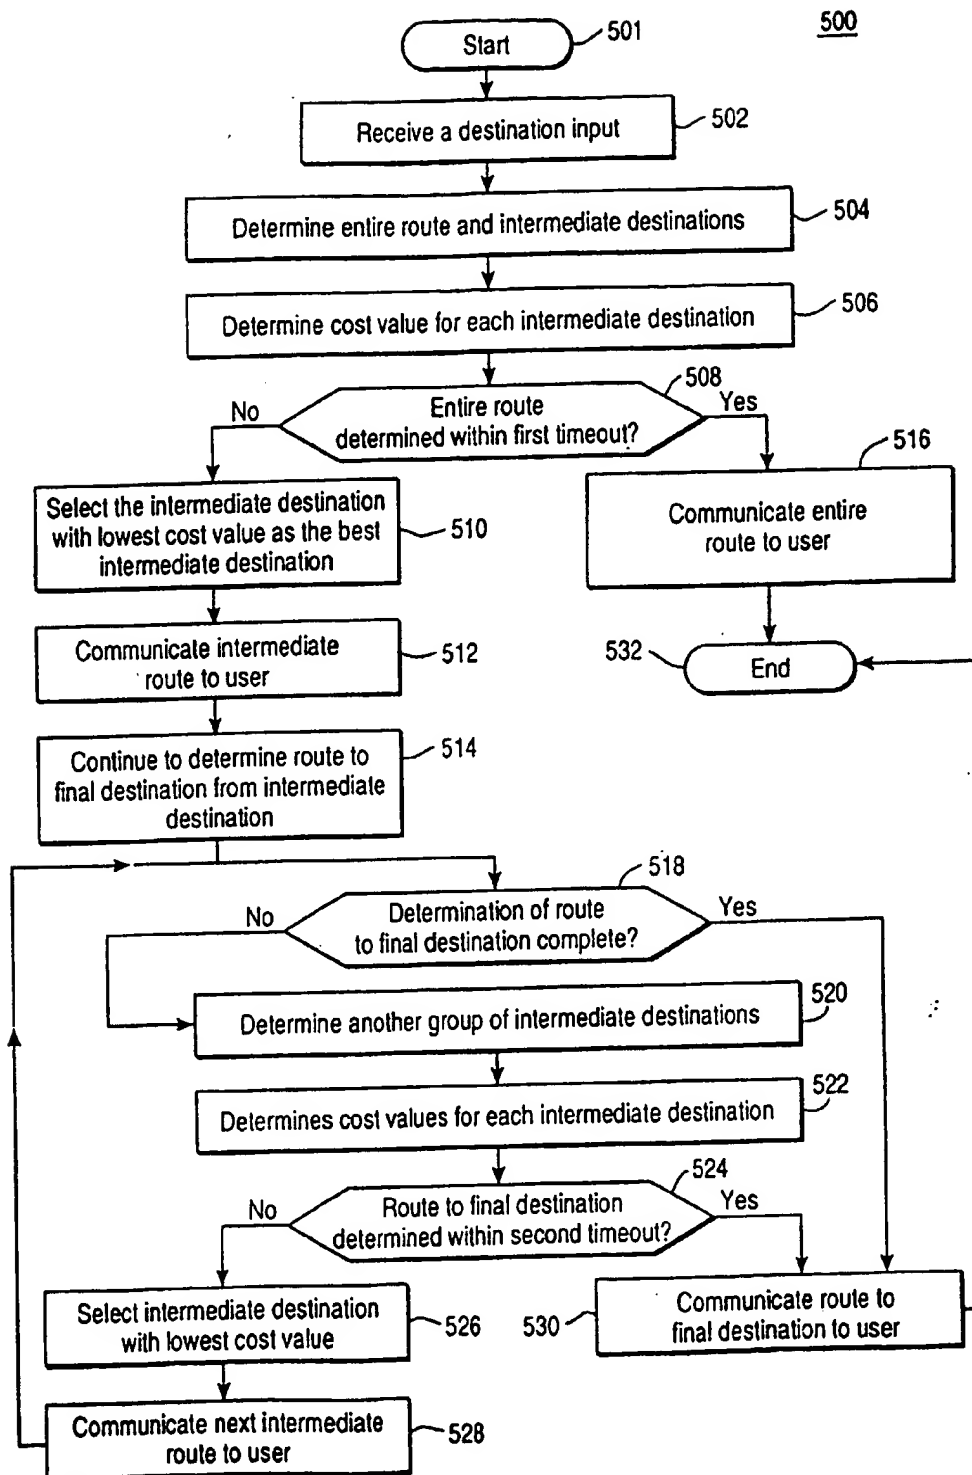 500
Start
501
Receive a destination input
502
Determine entire route and intermediate destinations
504
Determine cost value for each intermediate destination
506
508
No
Entire route
determined within first timeout?
Yes
Select the intermediate destination
with lowest cost value as the best
intermediate destination
510
516
Communicate entire
route to user
Communicate intermediate
route to user
512
532
End
Continue to determine route to
final destination from intermediate
destination
514
518
No
Determination of route
to final destination complete?
Yes
Determine another group of intermediate destinations
520
Determines cost values for each intermediate destination
522
524
No
Route to final destination
determined within second timeout?
Yes
Select intermediate destination
with lowest cost value
526
530
Communicate route to
final destination to user
Communicate next intermediate
route to user
528